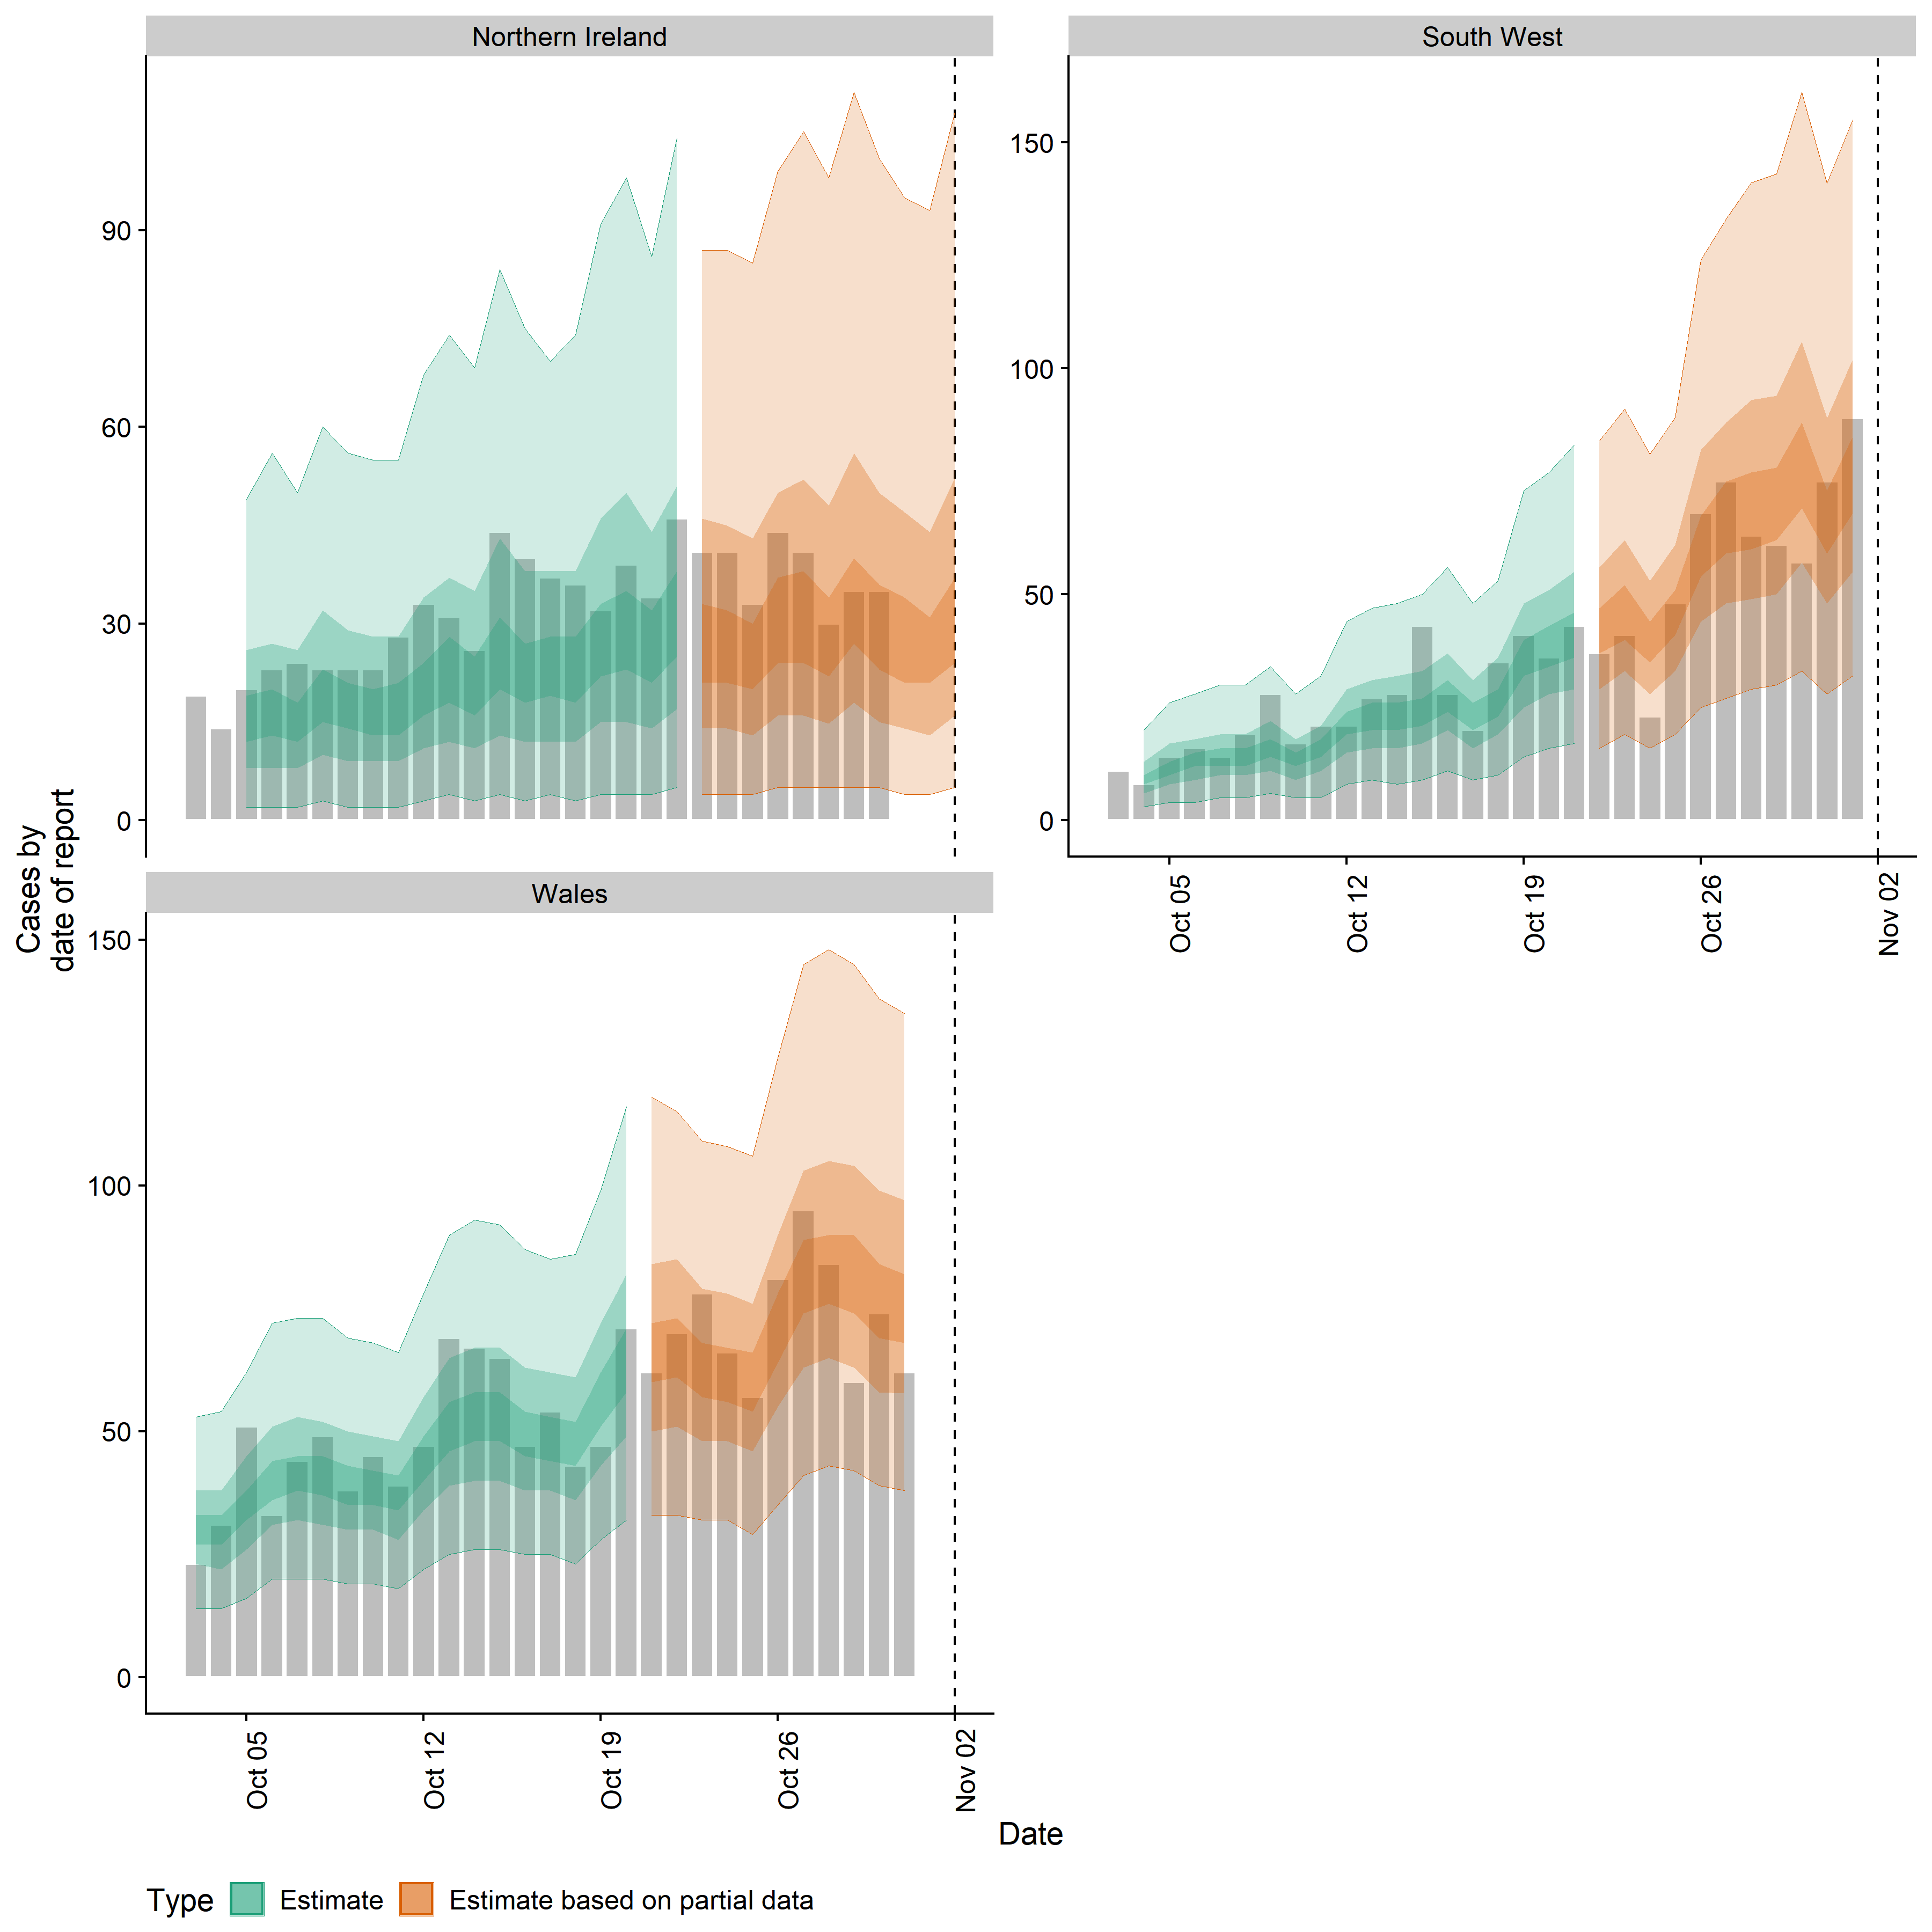 Northern Ireland
South West
Cases by
date of report
90
60
30
0
150
100
50
0
Oct 05
Oct 12
Oct 19
Oct 26
Nov 02
Wales
150
100
50
0
Oct 05
Oct 12
Oct 19
Oct 26
Nov 02
Date
Type Estimate Estimate based on partial data